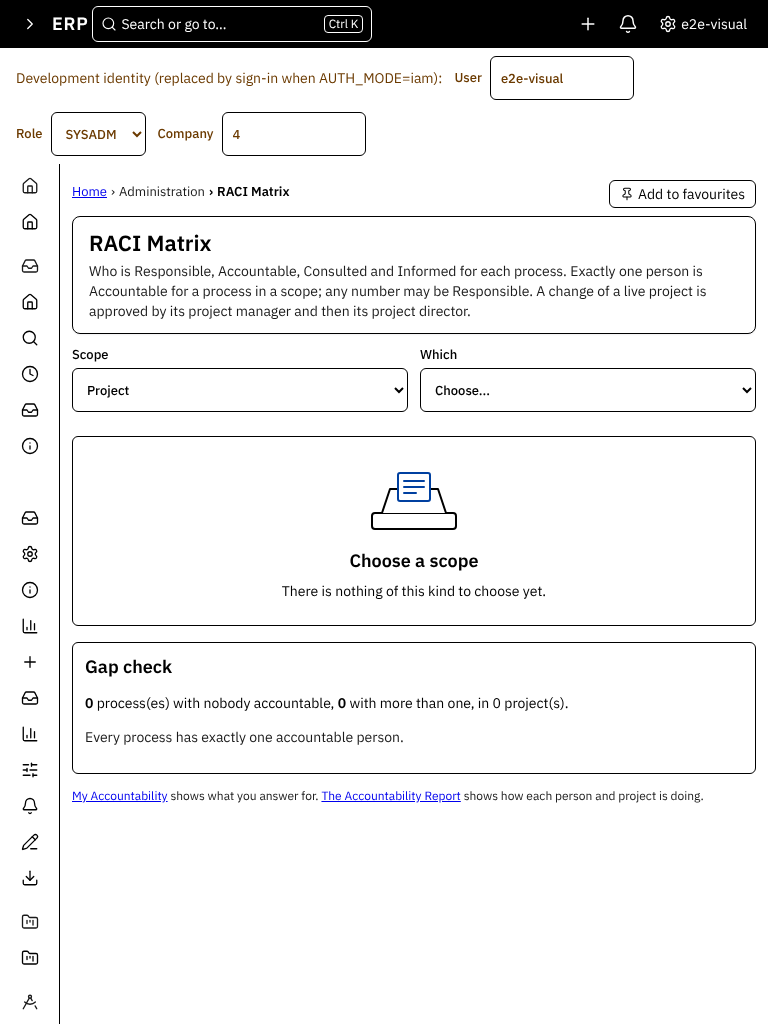 ERP
Search or go to...
Ctrl K
e2e-visual
Development identity (replaced by sign-in when AUTH_MODE=iam):
User
e2e-visual
Role
SYSADM
Company
4
Home › Administration › RACI Matrix
Add to favourites
RACI Matrix
Who is Responsible, Accountable, Consulted and Informed for each process. Exactly one person is
Accountable for a process in a scope; any number may be Responsible. A change of a live project is
approved by its project manager and then its project director.
Scope
Project
Which
Choose...
Choose a scope
There is nothing of this kind to choose yet.
Gap check
0 process(es) with nobody accountable, 0 with more than one, in 0 project(s).
Every process has exactly one accountable person.
My Accountability shows what you answer for. The Accountability Report shows how each person and project is doing.